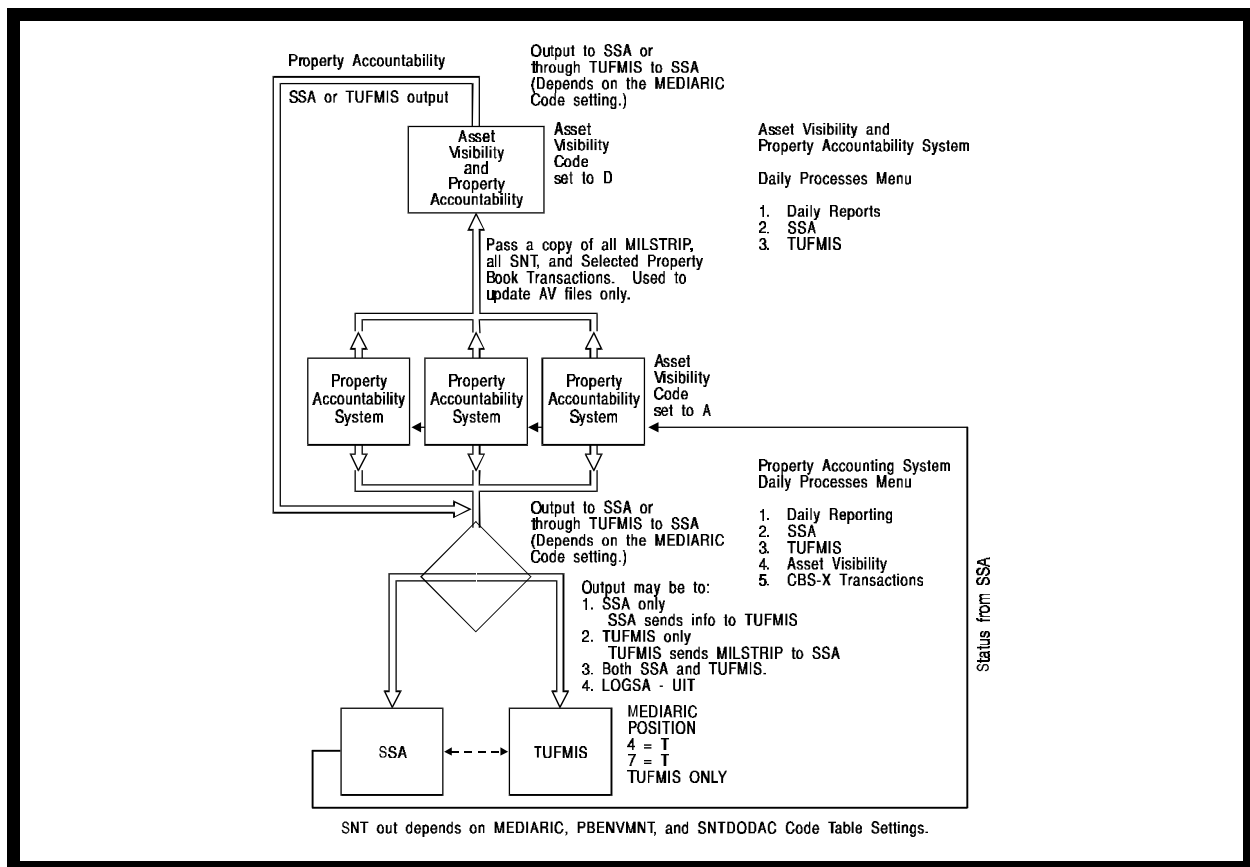 Property Accountability
SSA or TUFMIS output
Output to SSA or
through TUFMIS to SSA
(Depends on the MEDIARIC
Code setting.)
Asset
Visibility
and
Property
Accountability
Asset
Visibility
Code
set to D
Asset Visibility and
Property Accountability System
Daily Processes Menu
1. Daily Reports
2. SSA
3. TUFMIS
Pass a copy of all MILSTRIP,
all SNT, and Selected Property
Book Transactions. Used to
update AV files only.
Property
Accountability
System
Property
Accountability
System
Property
Accountability
System
Asset
Visibility
Code
set to A
Property Accounting System
Daily Processes Menu
1. Daily Reporting
2. SSA
3. TUFMIS
4. Asset Visibility
5. CBS-X Transactions
Output to SSA or
through TUFMIS to SSA
(Depends on the MEDIARIC
Code setting.)
Output may be to:
1. SSA only
SSA sends info to TUFMIS
2. TUFMIS only
TUFMIS sends MILSTRIP to SSA
3. Both SSA and TUFMIS.
4. LOGSA - UIT
Status from SSA
SSA
TUFMIS
MEDIARIC
POSITION
4 = T
7 = T
TUFMIS ONLY
SNT out depends on MEDIARIC, PBENVMNT, and SNTDODAC Code Table Settings.